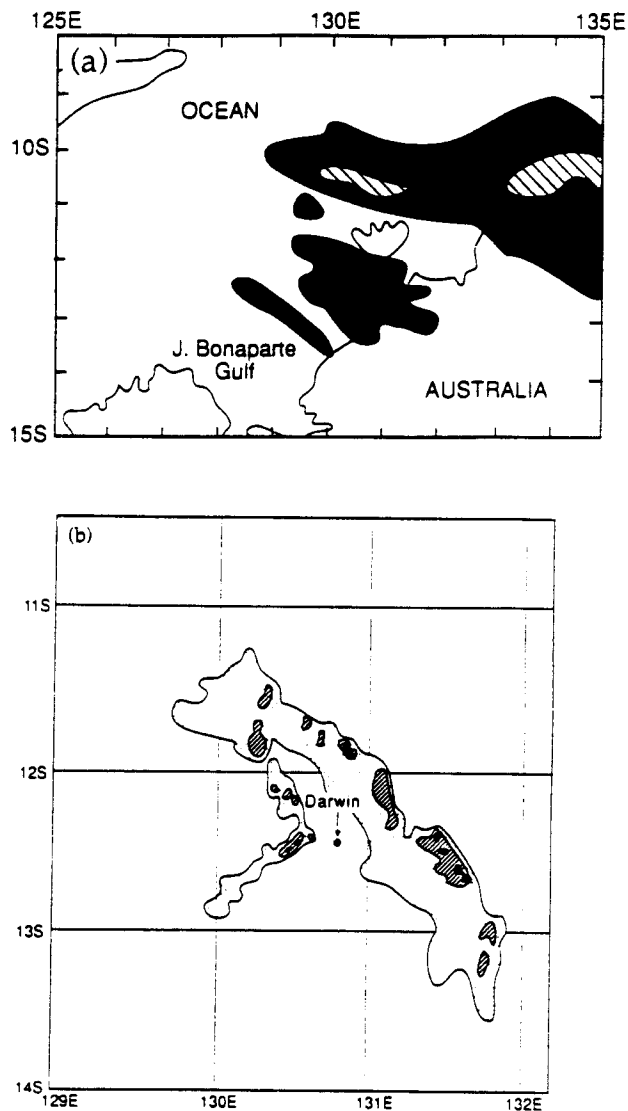 125E 130E 135E
(a)
OCEAN
10S
J. Bonaparte
Gulf
AUSTRALIA
15S
(b)
11S
12S
Darwin
13S
14S
129E 130E 131E 132E